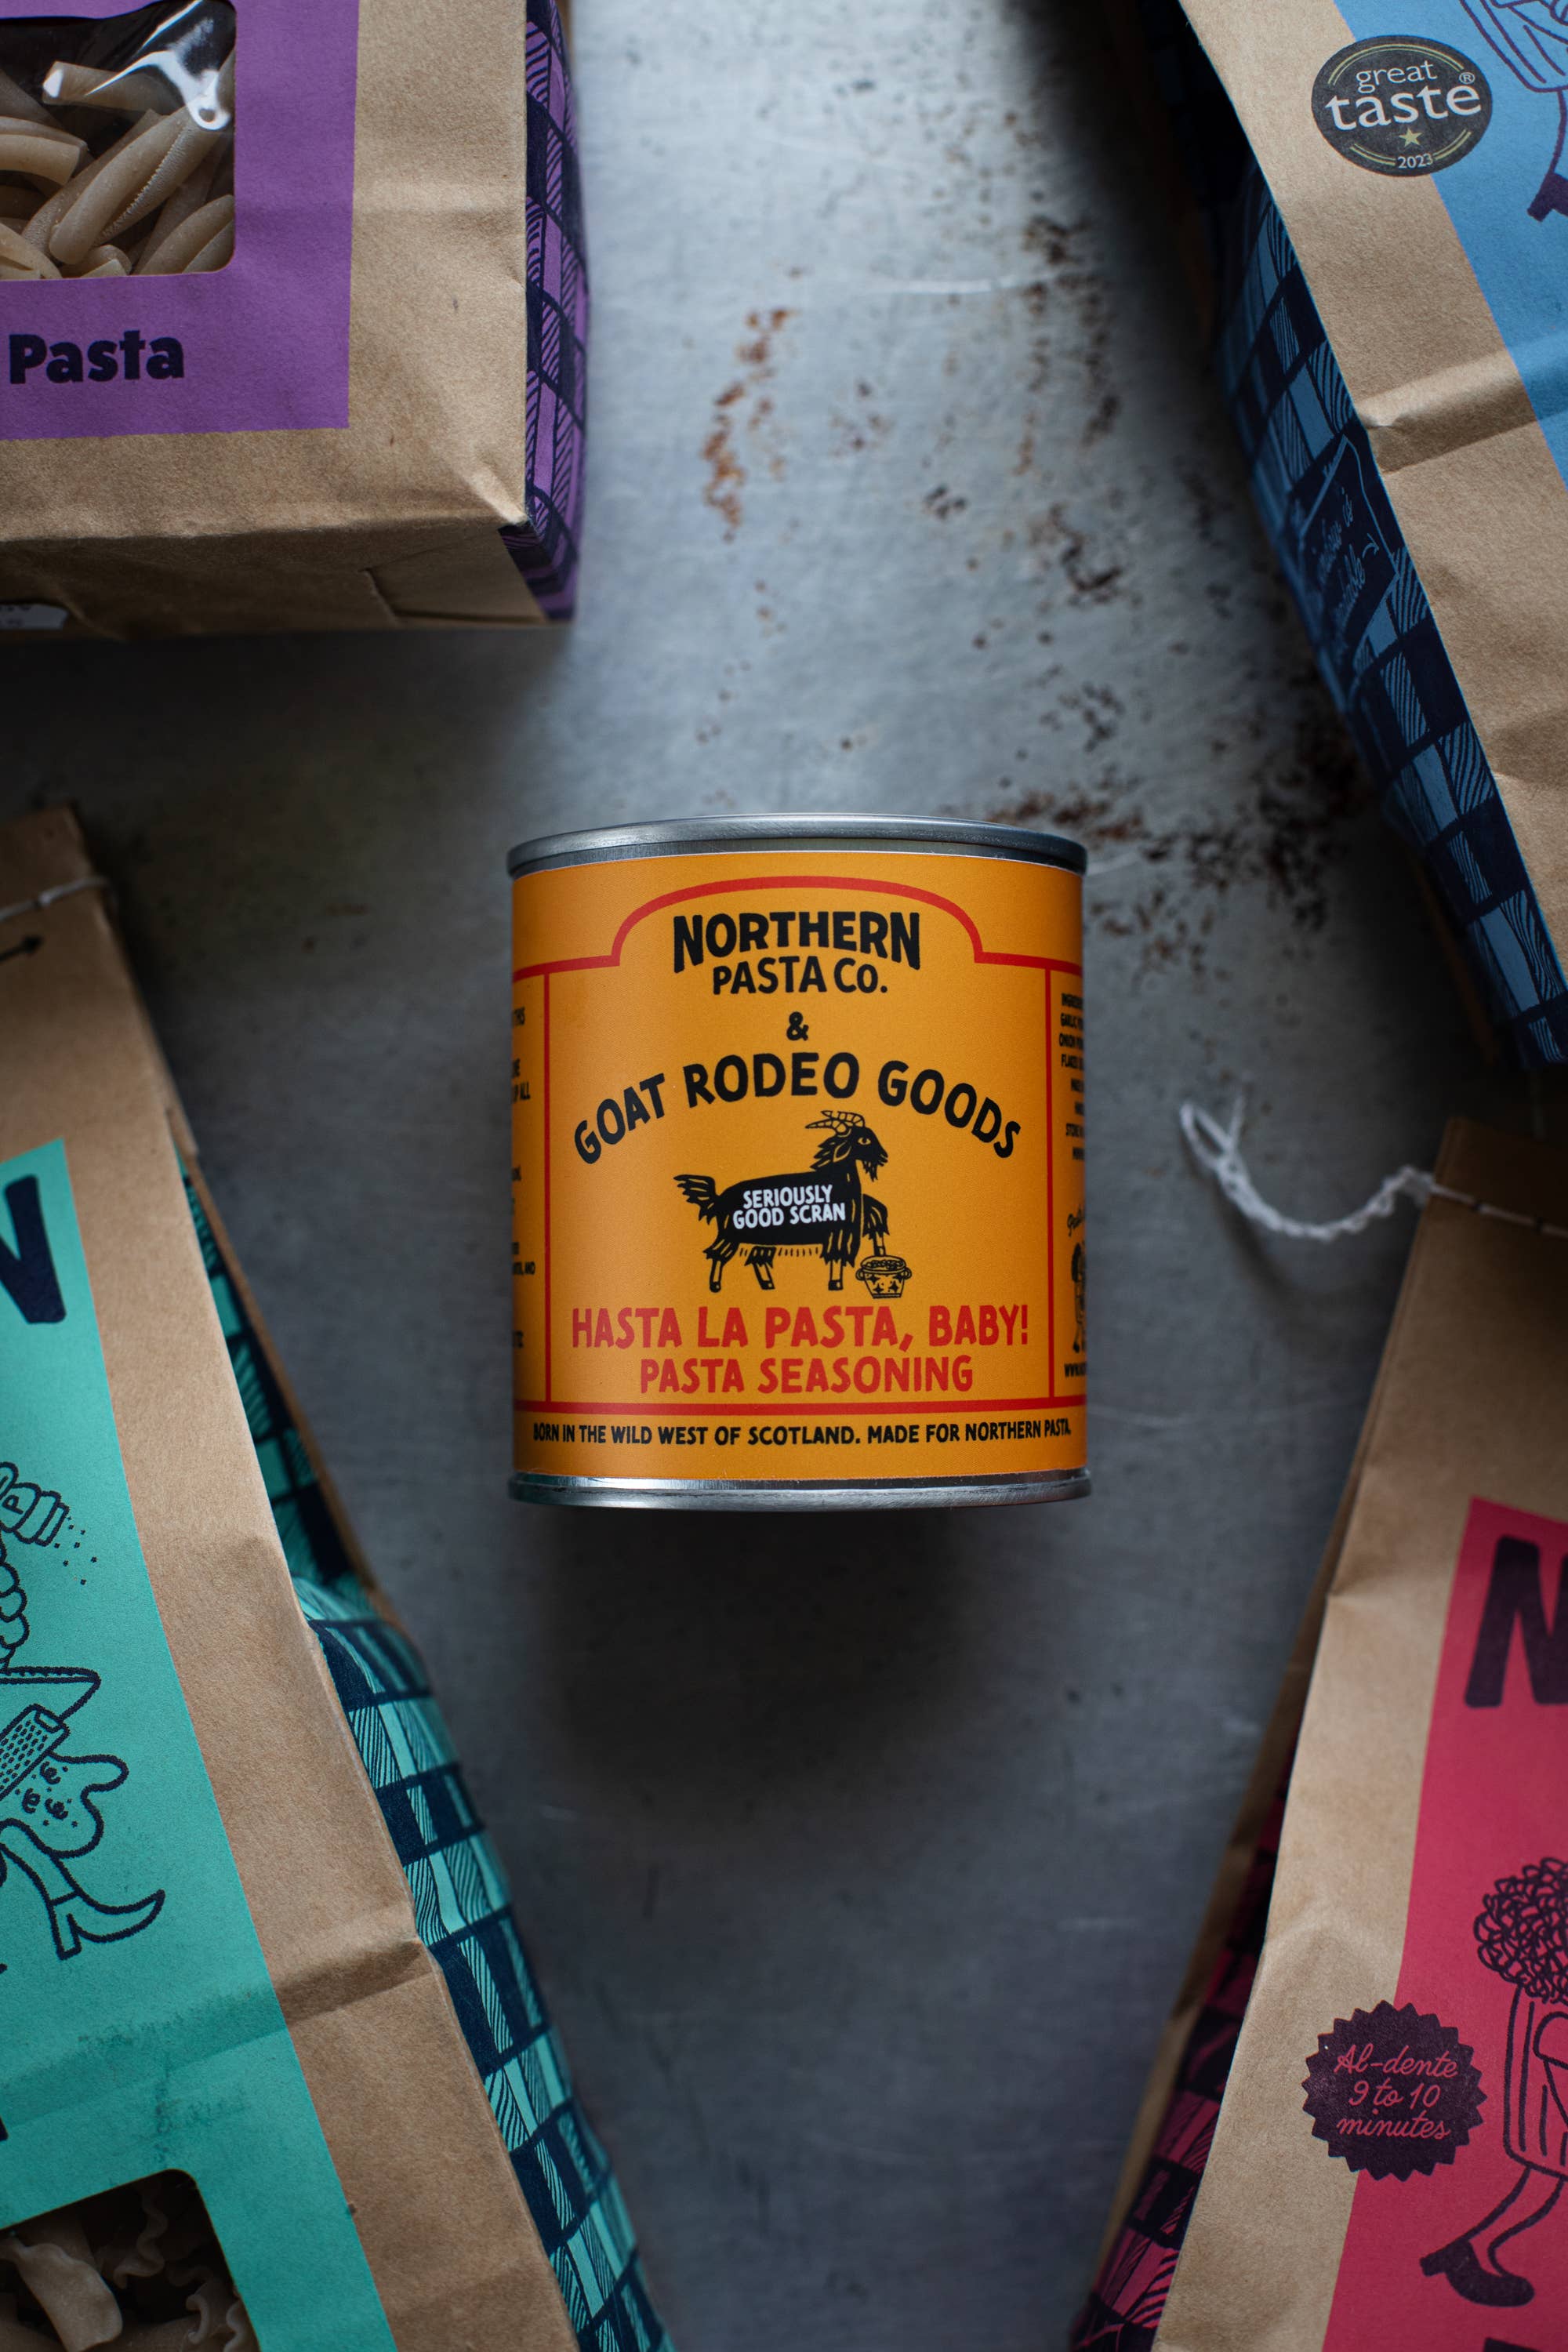 Pasta
great
taste
2023
NORTHERN
PASTA CO.
&
GOAT RODEO GOODS
SERIOUSLY
GOOD SCRAN
HASTA LA PASTA, BABY!
PASTA SEASONING
BORN IN THE WILD WEST OF SCOTLAND. MADE FOR NORTHERN PASTA.
N
N
Al-dente
9 to 10
minutes